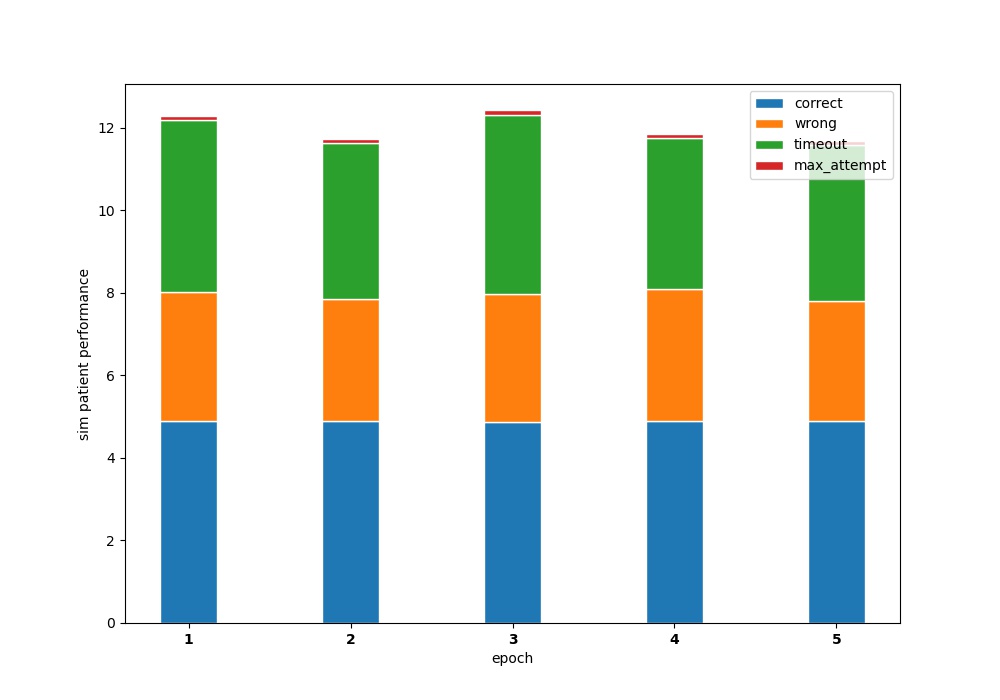 correct
wrong
timeout
max_attempt
12
10
8
6
4
2
0
sim patient performance
1 2 3 4 5
epoch